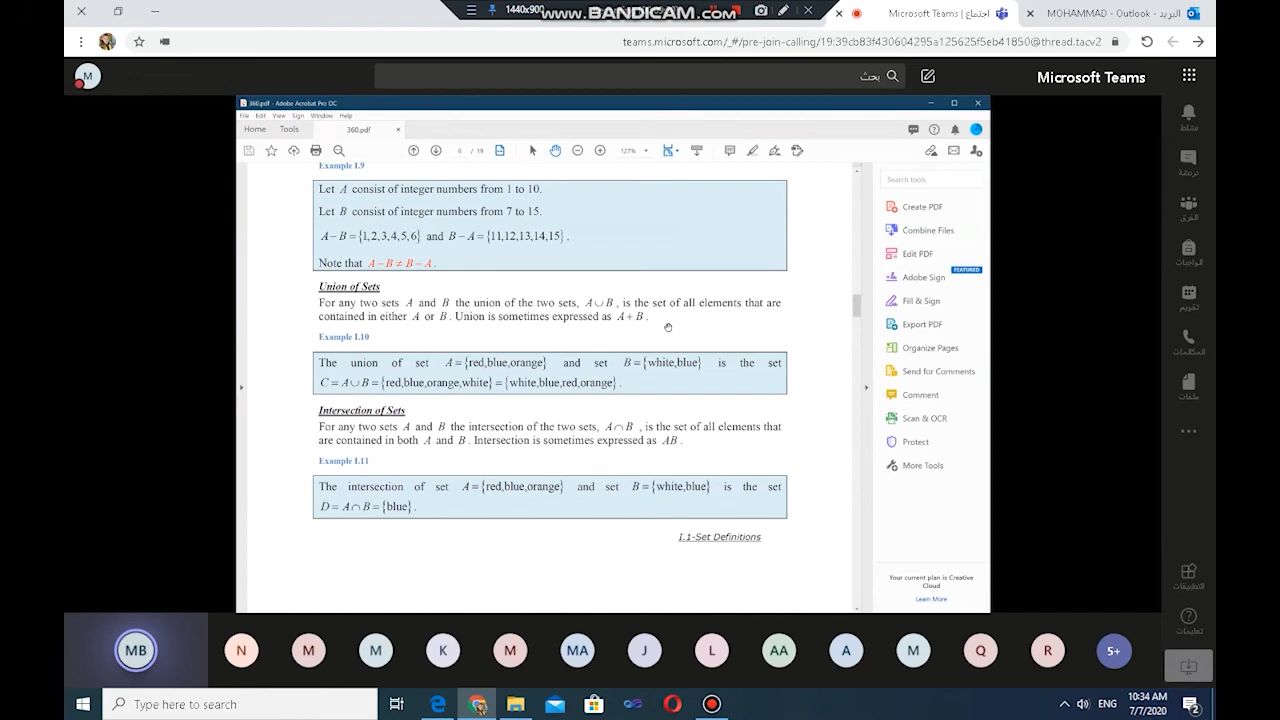 1440x900
www.BANDICAM.com
اجتماع | Microsoft Teams
البريد - MOHAMMAD - Outlook
teams.microsoft.com/_#/pre-join-calling/19:39cb83f430604295a125625f5eb41850@thread.tacv2
M
بحث
Microsoft Teams
360.pdf - Adobe Acrobat Pro DC
File Edit View Sign Window Help
Home Tools 360.pdf ×
6 / 19 127%
Example I.9
Let A consist of integer numbers from 1 to 10.
Let B consist of integer numbers from 7 to 15.
A−B={1,2,3,4,5,6} and B−A={11,12,13,14,15}.
Note that A−B≠B−A.
Union of Sets
For any two sets A and B the union of the two sets, A∪B, is the set of all elements that are
contained in either A or B. Union is sometimes expressed as A+B.
Example I.10
The union of set A={red,blue,orange} and set B={white,blue} is the set
C=A∪B={red,blue,orange,white}={white,blue,red,orange}.
Intersection of Sets
For any two sets A and B the intersection of the two sets, A∩B, is the set of all elements that
are contained in both A and B. Intersection is sometimes expressed as AB.
Example I.11
The intersection of set A={red,blue,orange} and set B={white,blue} is the set
D=A∩B={blue}.
I.1-Set Definitions
Search tools
Create PDF
Combine Files
Edit PDF
FEATURED
Adobe Sign
Fill & Sign
Export PDF
Organize Pages
Send for Comments
Comment
Scan & OCR
Protect
More Tools
Your current plan is Creative
Cloud
Learn More
نشاط
دردشة
الفرق
الواجبات
تقويم
المكالمات
ملفات
التطبيقات
تعليمات
MB N M M K M MA J L AA A M Q R 5+
Type here to search
ENG
10:34 AM
7/7/2020
2